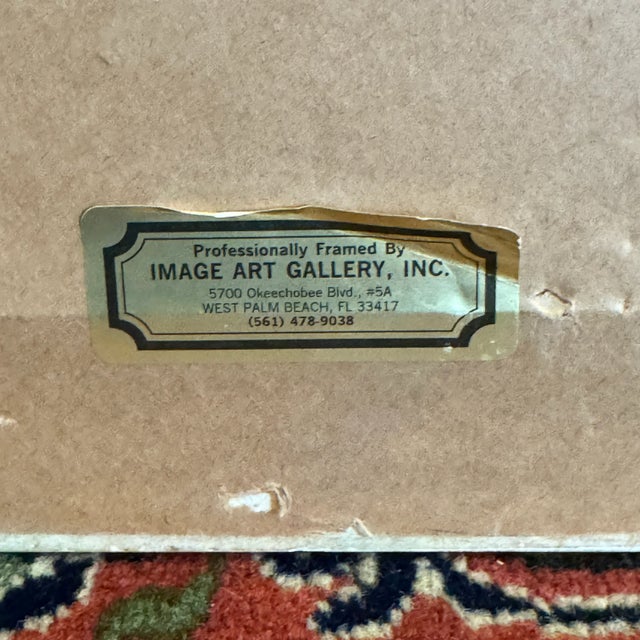 Professionally Framed By
IMAGE ART GALLERY, INC.
5700 Okeechobee Blvd., #5A
WEST PALM BEACH, FL 33417
(561) 478-9038